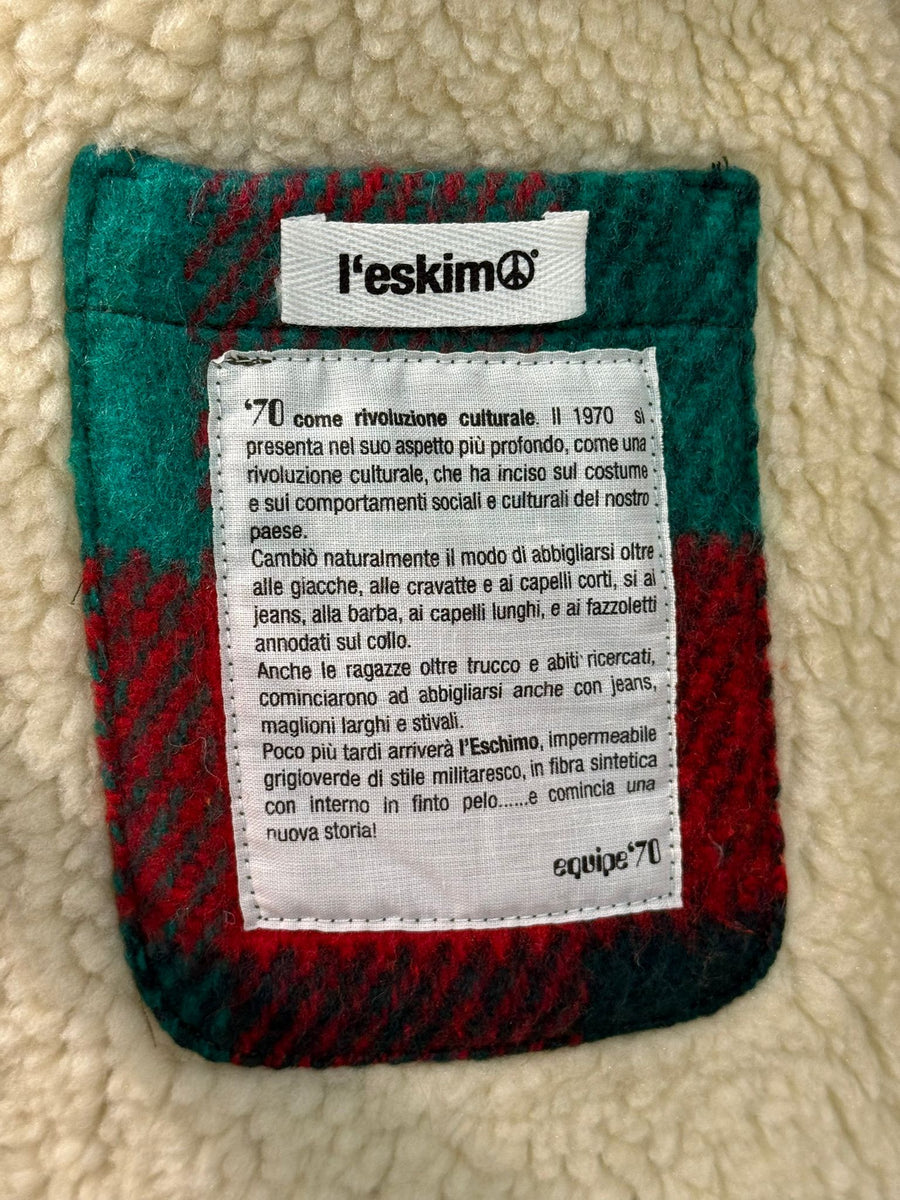 l'eskimo
'70 come rivoluzione culturale. Il 1970 si
presenta nel suo aspetto più profondo, come una
rivoluzione culturale, che ha inciso sul costume
e sui comportamenti sociali e culturali del nostro
paese.
Cambiò naturalmente il modo di abbigliarsi oltre
alle giacche, alle cravatte e ai capelli corti, si ai
jeans, alla barba, ai capelli lunghi, e ai fazzoletti
annodati sul collo.
Anche le ragazze oltre trucco e abiti ricercati,
cominciarono ad abbigliarsi anche con jeans,
maglioni larghi e stivali.
Poco più tardi arriverà l'Eschimo, impermeabile
grigioverde di stile militaresco, in fibra sintetica
con interno in finto pelo......e comincia una
nuova storia!
equipe'70